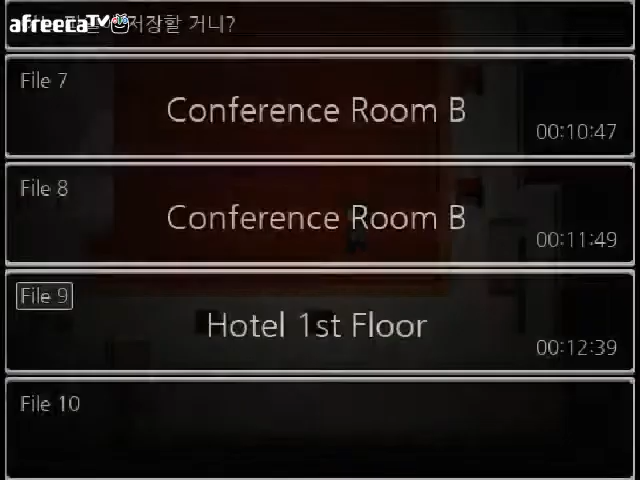 afreecaTV 저장할 거니?
File 7
Conference Room B
00:10:47
File 8
Conference Room B
00:11:49
File 9
Hotel 1st Floor
00:12:39
File 10